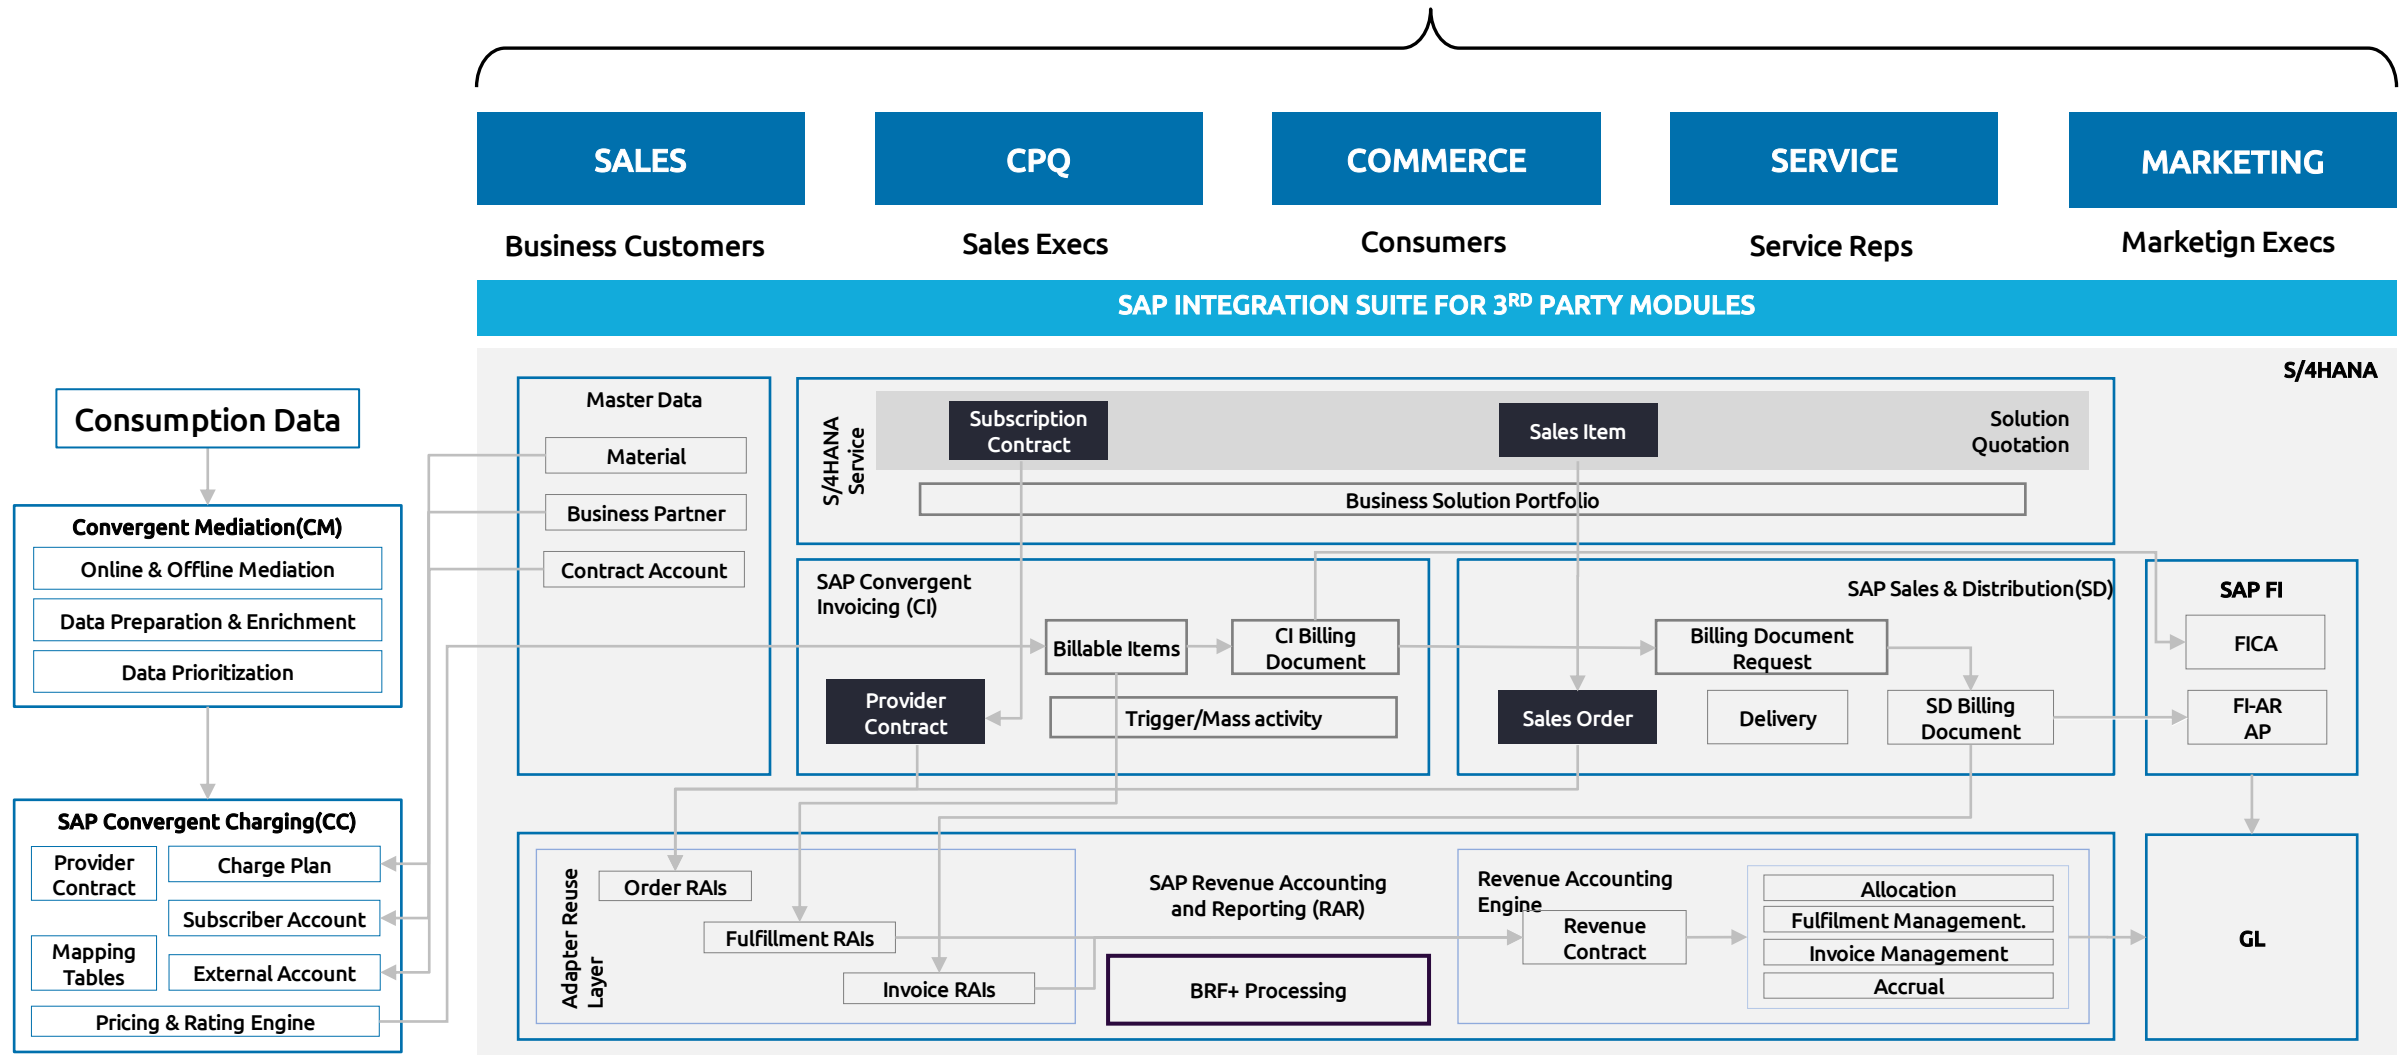 SALES
CPQ
COMMERCE
SERVICE
MARKETING
Business Customers
Sales Execs
Consumers
Service Reps
Marketign Execs
SAP INTEGRATION SUITE FOR 3RD PARTY MODULES
S/4HANA
Consumption Data
Convergent Mediation(CM)
Online & Offline Mediation
Data Preparation & Enrichment
Data Prioritization
SAP Convergent Charging(CC)
Provider
Contract
Charge Plan
Subscriber Account
Mapping
Tables
External Account
Pricing & Rating Engine
Master Data
Material
Business Partner
Contract Account
S/4HANA
Service
Subscription
Contract
Sales Item
Solution
Quotation
Business Solution Portfolio
SAP Convergent
Invoicing (CI)
Billable Items
CI Billing
Document
Provider
Contract
Trigger/Mass activity
SAP Sales & Distribution(SD)
Billing Document
Request
Sales Order
Delivery
SD Billing
Document
SAP FI
FICA
FI-AR
AP
Adapter Reuse
Layer
Order RAIs
Fulfillment RAIs
Invoice RAIs
SAP Revenue Accounting
and Reporting (RAR)
BRF+ Processing
Revenue Accounting
Engine
Revenue
Contract
Allocation
Fulfilment Management.
Invoice Management
Accrual
GL